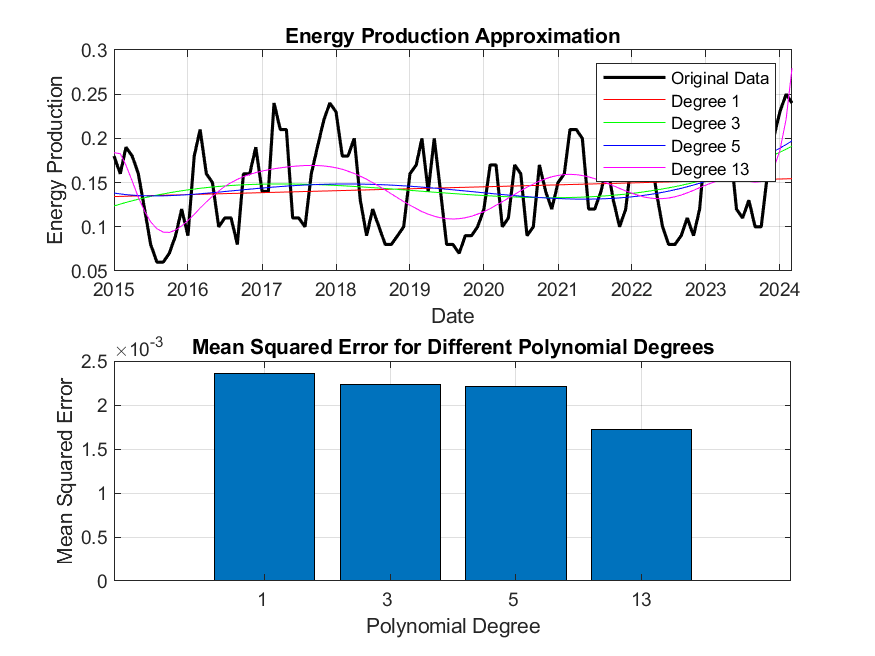 Energy Production Approximation
Energy Production
0.3
0.25
0.2
0.15
0.1
0.05
Original Data
Degree 1
Degree 3
Degree 5
Degree 13
2015 2016 2017 2018 2019 2020 2021 2022 2023 2024
Date
×10-3
Mean Squared Error for Different Polynomial Degrees
Mean Squared Error
2.5
2
1.5
1
0.5
0
1 3 5 13
Polynomial Degree